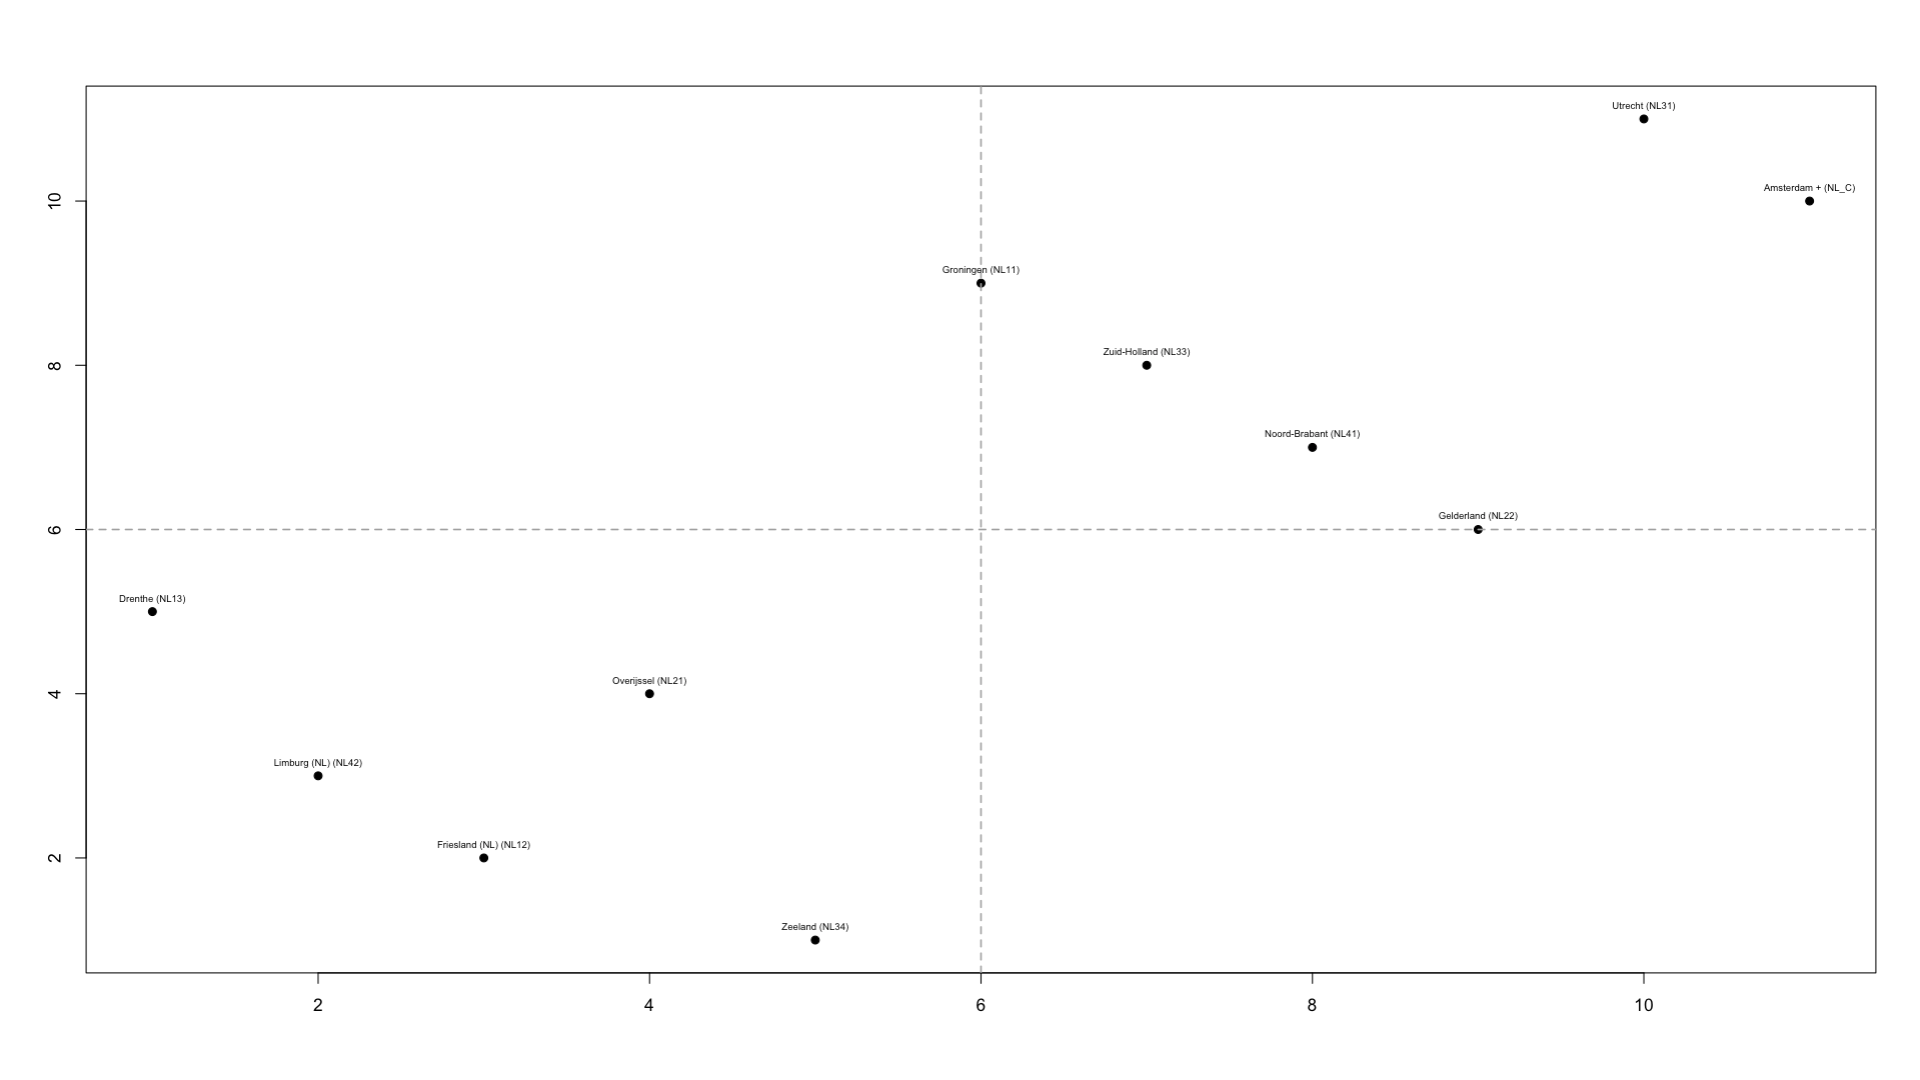 Utrecht (NL31)
Amsterdam + (NL_C)
10
Groningen (NL11)
Zuid-Holland (NL33)
8
Noord-Brabant (NL41)
Gelderland (NL22)
6
Drenthe (NL13)
Overijssel (NL21)
4
Limburg (NL) (NL42)
Friesland (NL) (NL12)
2
Zeeland (NL34)
2 4 6 8 10